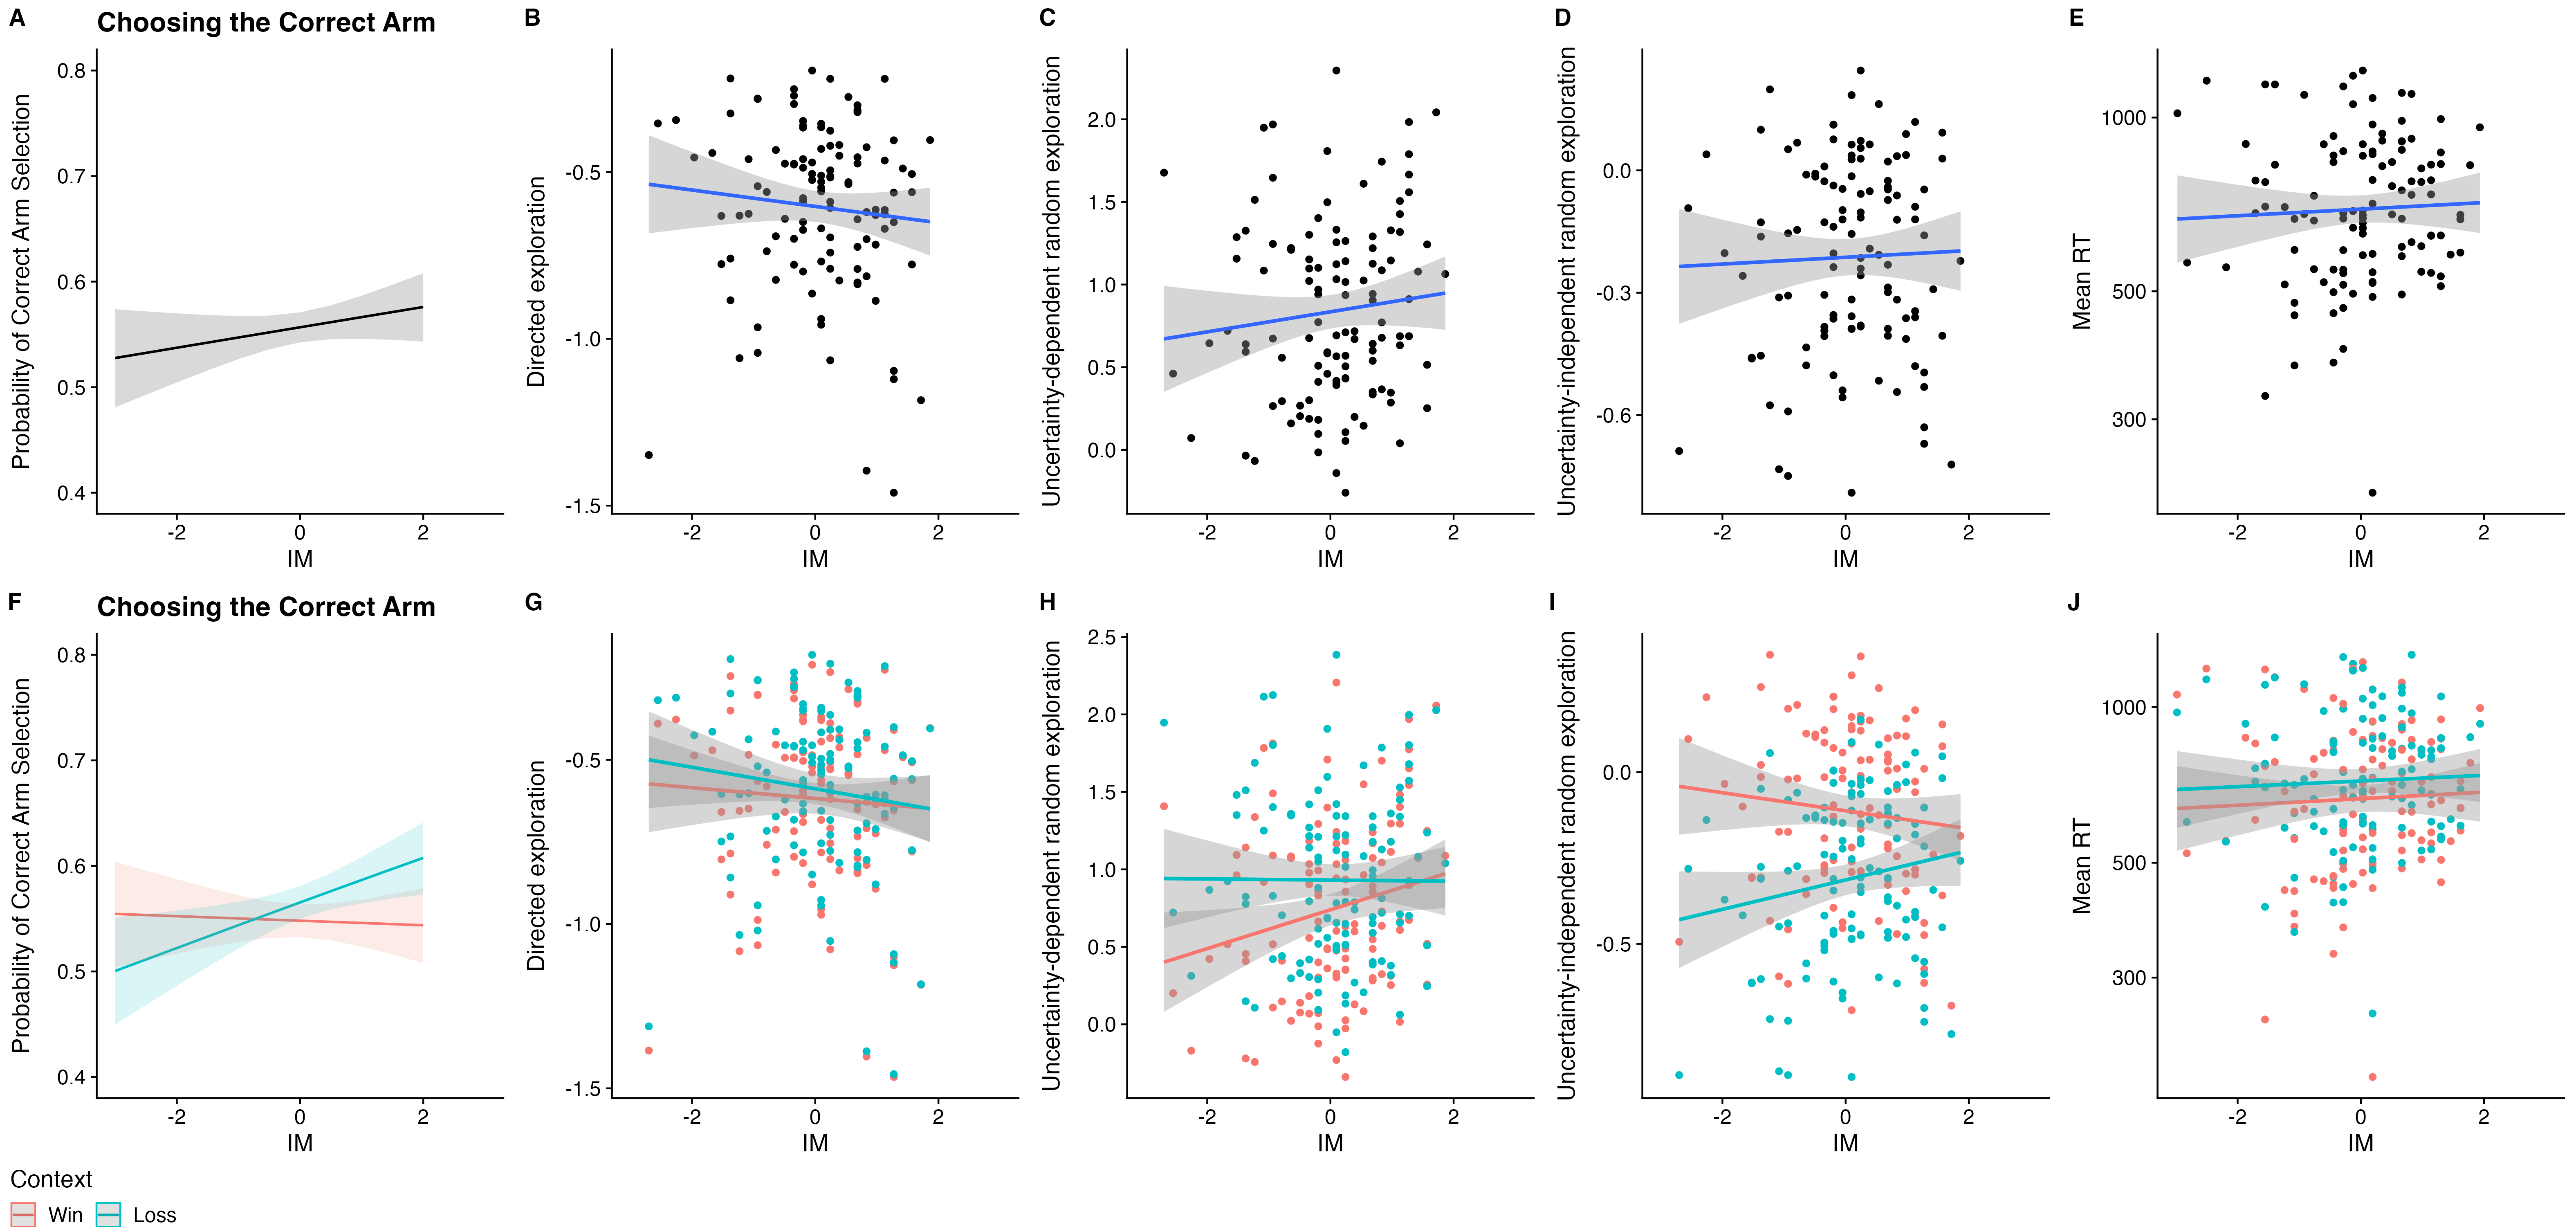 A Choosing the Correct Arm
Probability of Correct Arm Selection
0.8
0.7
0.6
0.5
0.4
-2 0 2
IM
B
Directed exploration
-0.5
-1.0
-1.5
-2 0 2
IM
C
Uncertainty-dependent random exploration
2.0
1.5
1.0
0.5
0.0
-2 0 2
IM
D
Uncertainty-independent random exploration
0.0
-0.3
-0.6
-2 0 2
IM
E
Mean RT
1000
500
300
-2 0 2
IM
F Choosing the Correct Arm
Probability of Correct Arm Selection
0.8
0.7
0.6
0.5
0.4
-2 0 2
IM
G
Directed exploration
-0.5
-1.0
-1.5
-2 0 2
IM
H
Uncertainty-dependent random exploration
2.5
2.0
1.5
1.0
0.5
0.0
-2 0 2
IM
I
Uncertainty-independent random exploration
0.0
-0.5
-2 0 2
IM
J
Mean RT
1000
500
300
-2 0 2
IM
Context
Win Loss